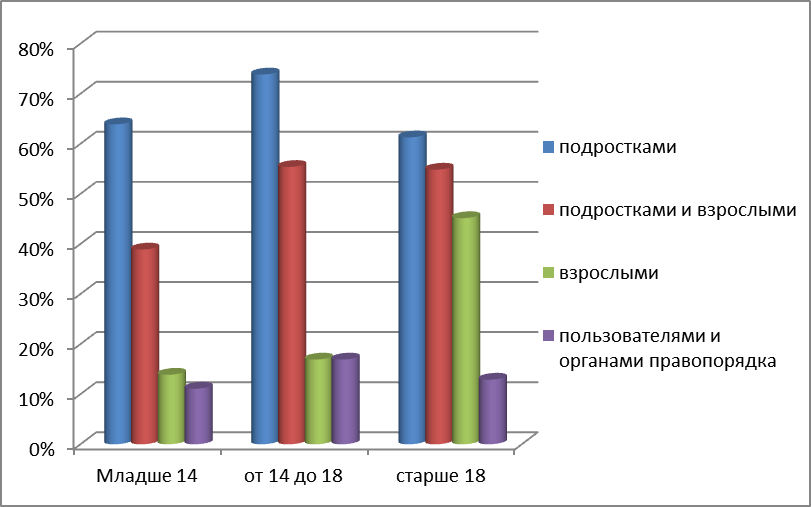 80%
70%
60%
50%
40%
30%
20%
10%
0%
Младше 14
от 14 до 18
старше 18
подростками
подростками и взрослыми
взрослыми
пользователями и
органами правопорядка